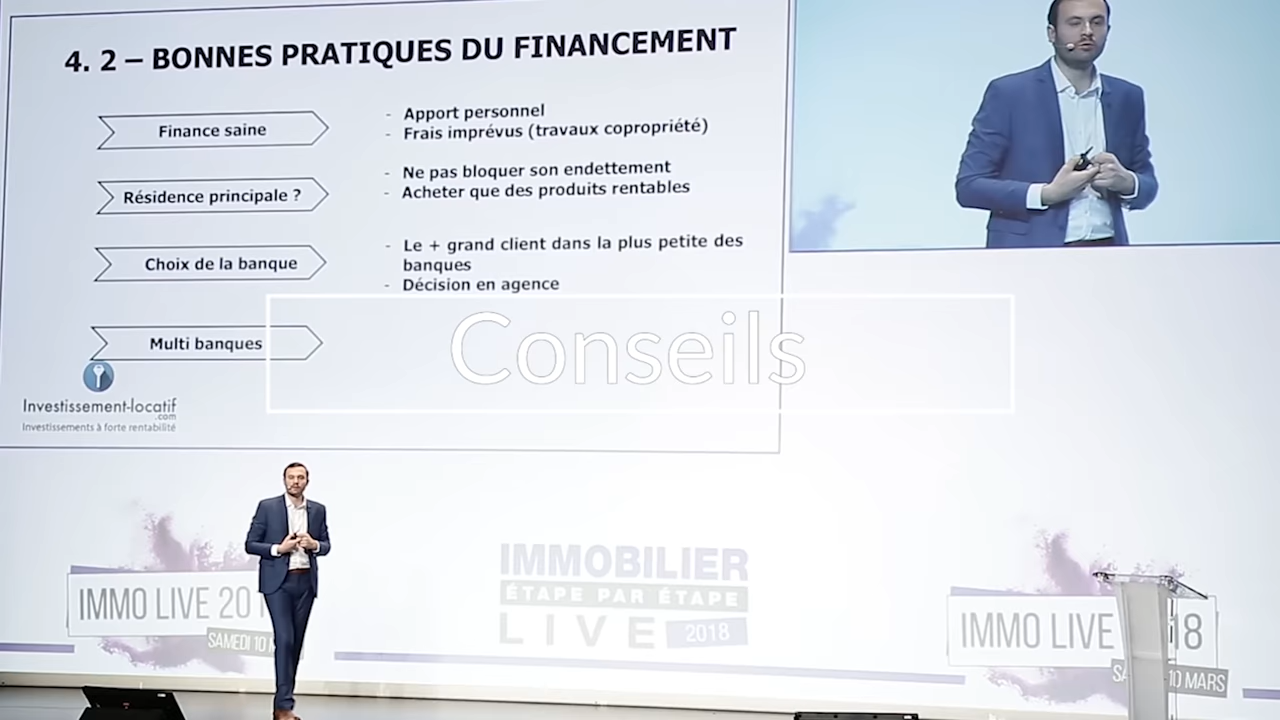 4. 2 – BONNES PRATIQUES DU FINANCEMENT
Finance saine
- Apport personnel
- Frais imprévus (travaux copropriété)
Résidence principale ?
- Ne pas bloquer son endettement
- Acheter que des produits rentables
Choix de la banque
- Le + grand client dans la plus petite des
banques
- Décision en agence
Multi banques
Conseils
Investissement-locatif
.com
Investissements à forte rentabilité
IMMO LIVE 201
SAMEDI 10 M
IMMOBILIER
ÉTAPE PAR ÉTAPE
LIVE 2018
IMMO LIVE 18
SA 10 MARS